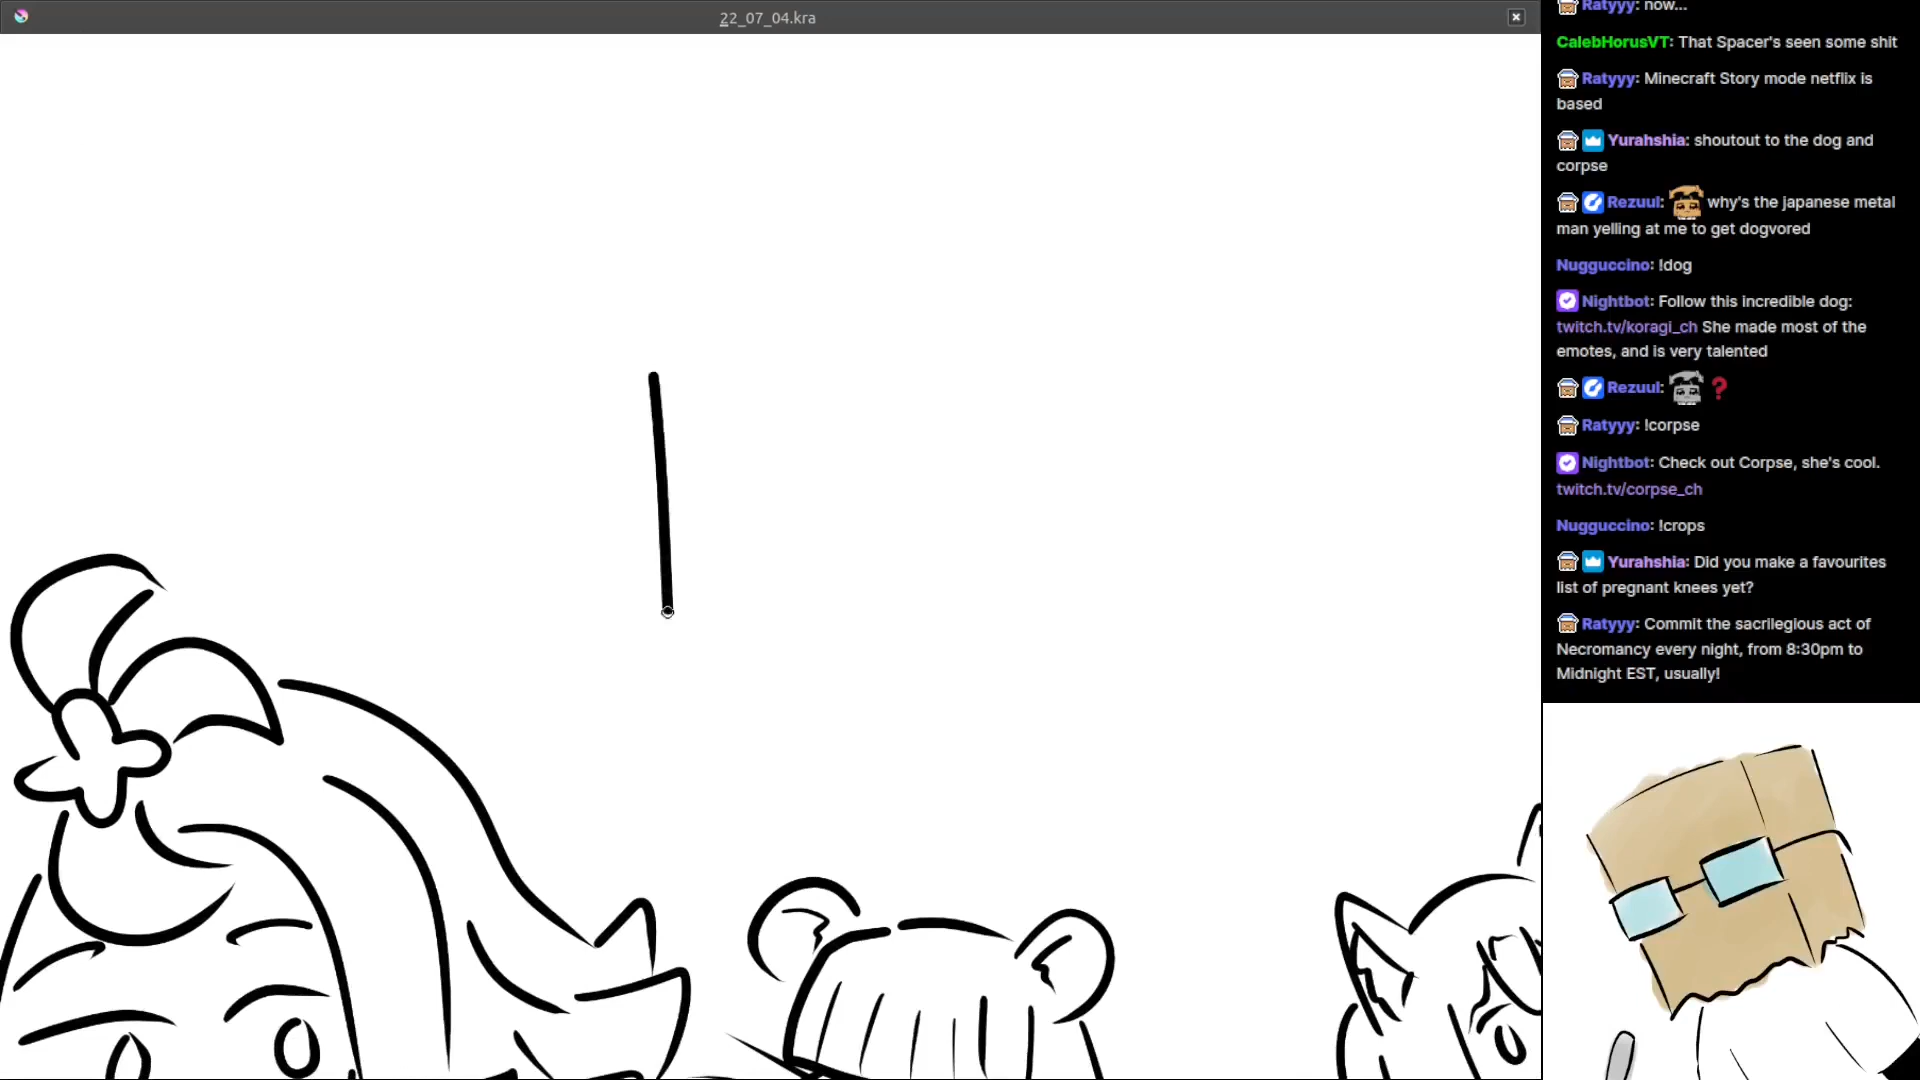 22_07_04.kra
Ratyyy: now...
CalebHorusVT: That Spacer's seen some shit
Ratyyy: Minecraft Story mode netflix is
based
Yurahshia: shoutout to the dog and
corpse
Rezuul: why's the japanese metal
man yelling at me to get dogvored
Nugguccino: !dog
Nightbot: Follow this incredible dog:
twitch.tv/koragi_ch She made most of the
emotes, and is very talented
Rezuul: ❓
Ratyyy: !corpse
Nightbot: Check out Corpse, she's cool.
twitch.tv/corpse_ch
Nugguccino: !crops
Yurahshia: Did you make a favourites
list of pregnant knees yet?
Ratyyy: Commit the sacrilegious act of
Necromancy every night, from 8:30pm to
Midnight EST, usually!